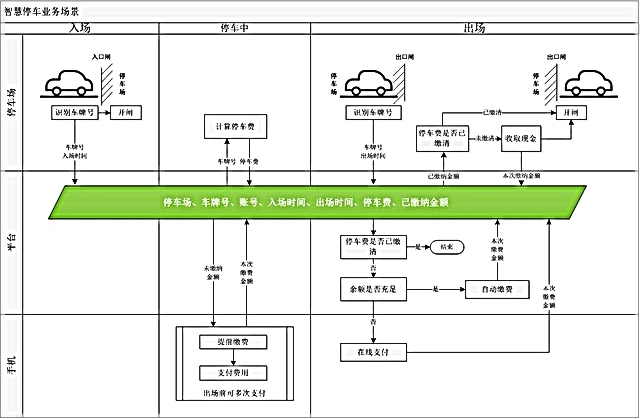 智慧停车业务场景
入场
停车中
出场
停车场
入口闸
停车场
识别车牌号
开闸
车牌号
入场时间
计算停车费
车牌号
停车费
停车场
出口闸
识别车牌号
车牌号
出场时间
停车费是否已
缴清
已缴清
未缴清
收取现金
已缴纳金额
本次缴纳金额
停车场
出口闸
开闸
平台
停车场、车牌号、账号、入场时间、出场时间、停车费、已缴纳金额
未缴纳
金额
本次
缴费
金额
停车费是否已缴
清
是
结束
否
余额是否充足
是
自动缴费
本次
缴费
金额
否
本次
缴费
金额
手机
提前缴费
支付费用
出场前可多次支付
在线支付